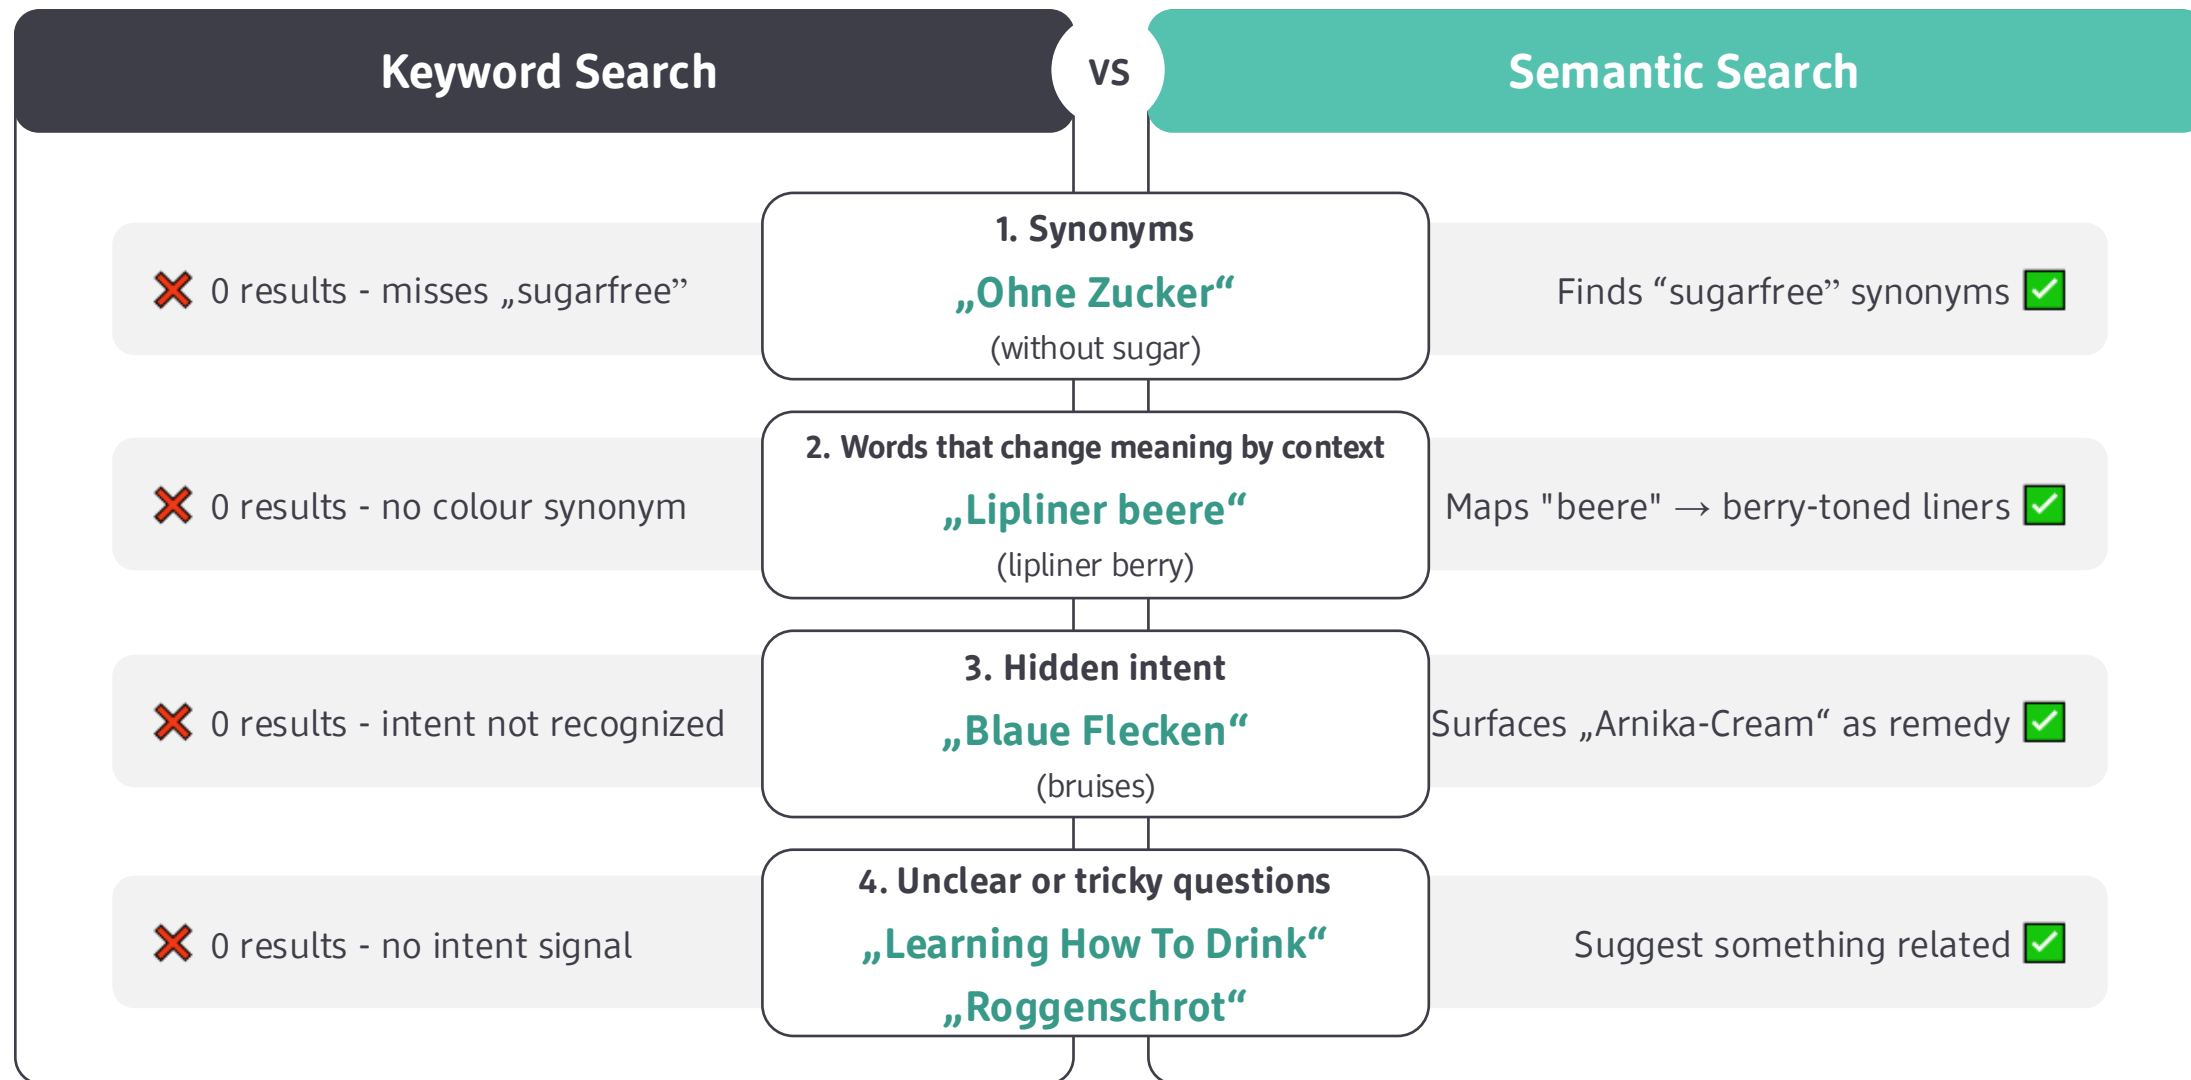 Keyword Search
VS
Semantic Search
1. Synonyms
„Ohne Zucker“
(without sugar)
0 results - misses „sugarfree”
Finds “sugarfree” synonyms
2. Words that change meaning by context
„Lipliner beere“
(lipliner berry)
0 results - no colour synonym
Maps "beere" → berry-toned liners
3. Hidden intent
„Blaue Flecken“
(bruises)
0 results - intent not recognized
Surfaces „Arnika-Cream“ as remedy
4. Unclear or tricky questions
„Learning How To Drink“
„Roggenschrot“
0 results - no intent signal
Suggest something related